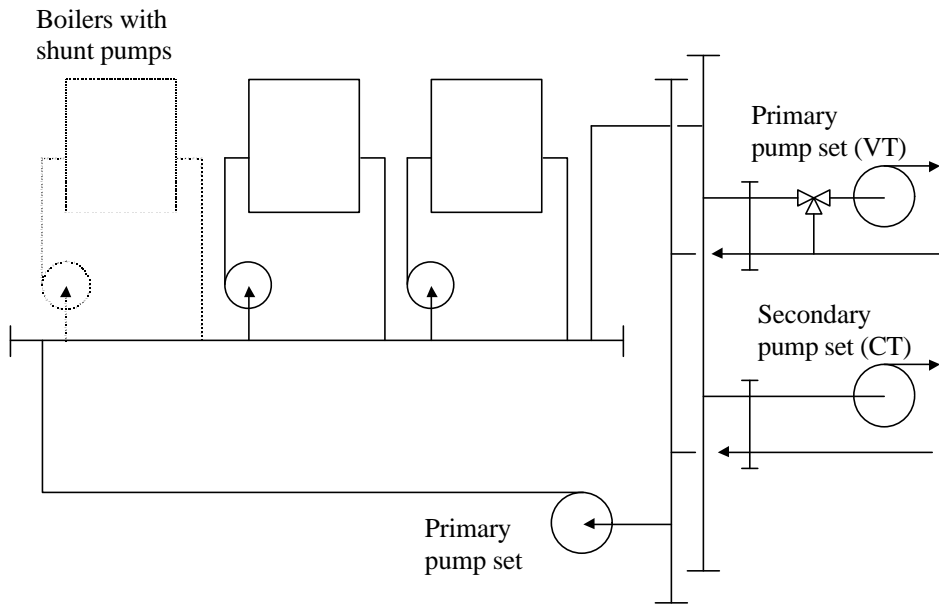 Boilers with
shunt pumps
Primary
pump set (VT)
Secondary
pump set (CT)
Primary
pump set